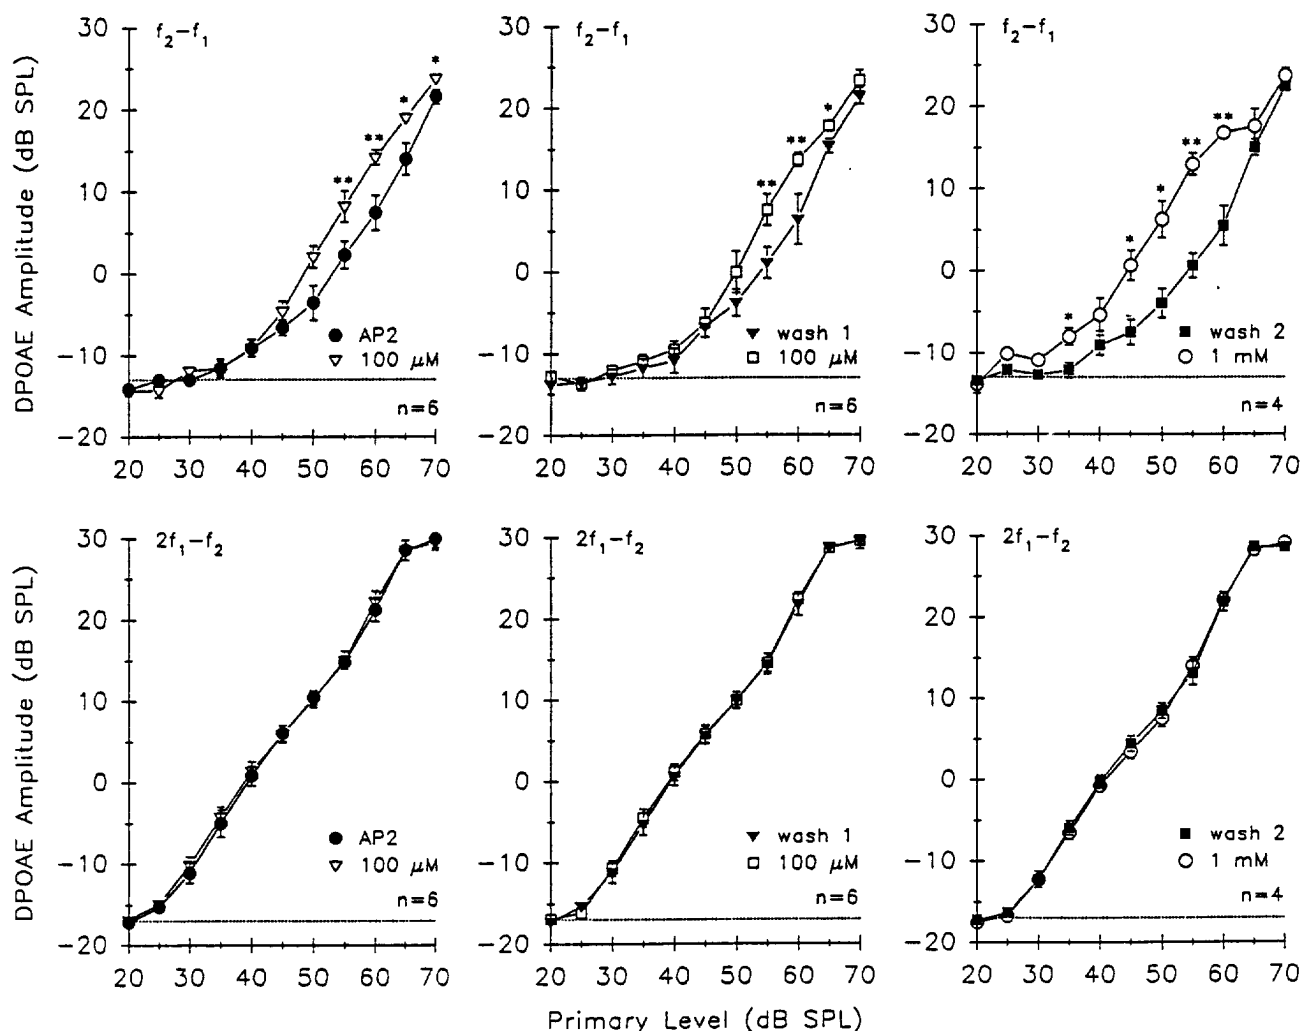 f₂-f₁
30
20
10
0
-10
-20
DPOAE Amplitude (dB SPL)
* * ** **
AP2
100 μM
n=6
20 30 40 50 60 70
f₂-f₁
30
20
10
0
-10
-20
** ** *
wash 1
100 μM
n=6
20 30 40 50 60 70
f₂-f₁
30
20
10
0
-10
-20
* * * ** **
wash 2
1 mM
n=4
20 30 40 50 60 70
2f₁-f₂
30
20
10
0
-10
-20
DPOAE Amplitude (dB SPL)
AP2
100 μM
n=6
20 30 40 50 60 70
2f₁-f₂
30
20
10
0
-10
-20
wash 1
100 μM
n=6
20 30 40 50 60 70
2f₁-f₂
30
20
10
0
-10
-20
wash 2
1 mM
n=4
20 30 40 50 60 70
Primary Level (dB SPL)